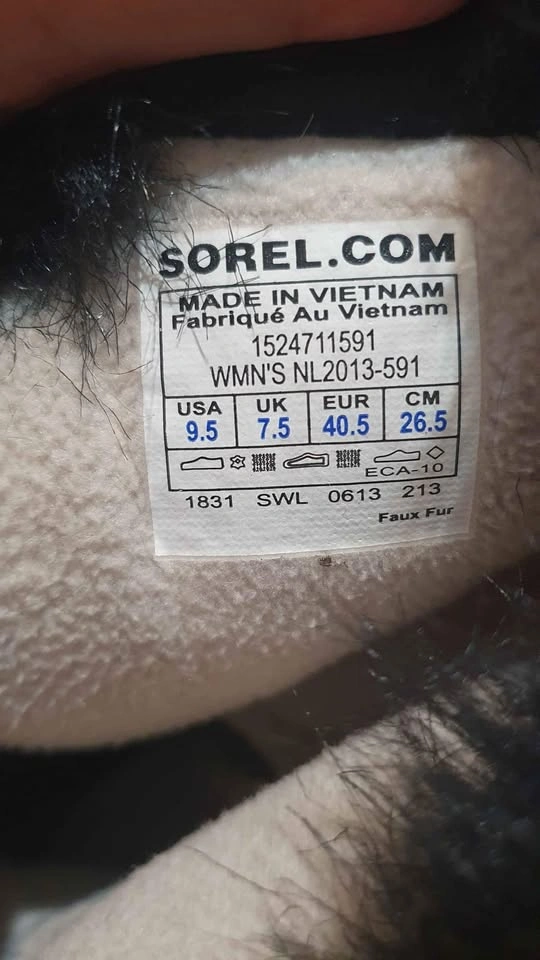 SOREL.COM
MADE IN VIETNAM
Fabriqué Au Vietnam
1524711591
WMN'S NL2013-591
USA UK EUR CM
9.5 7.5 40.5 26.5
ECA-10
1831 SWL 0613 213
Faux Fur